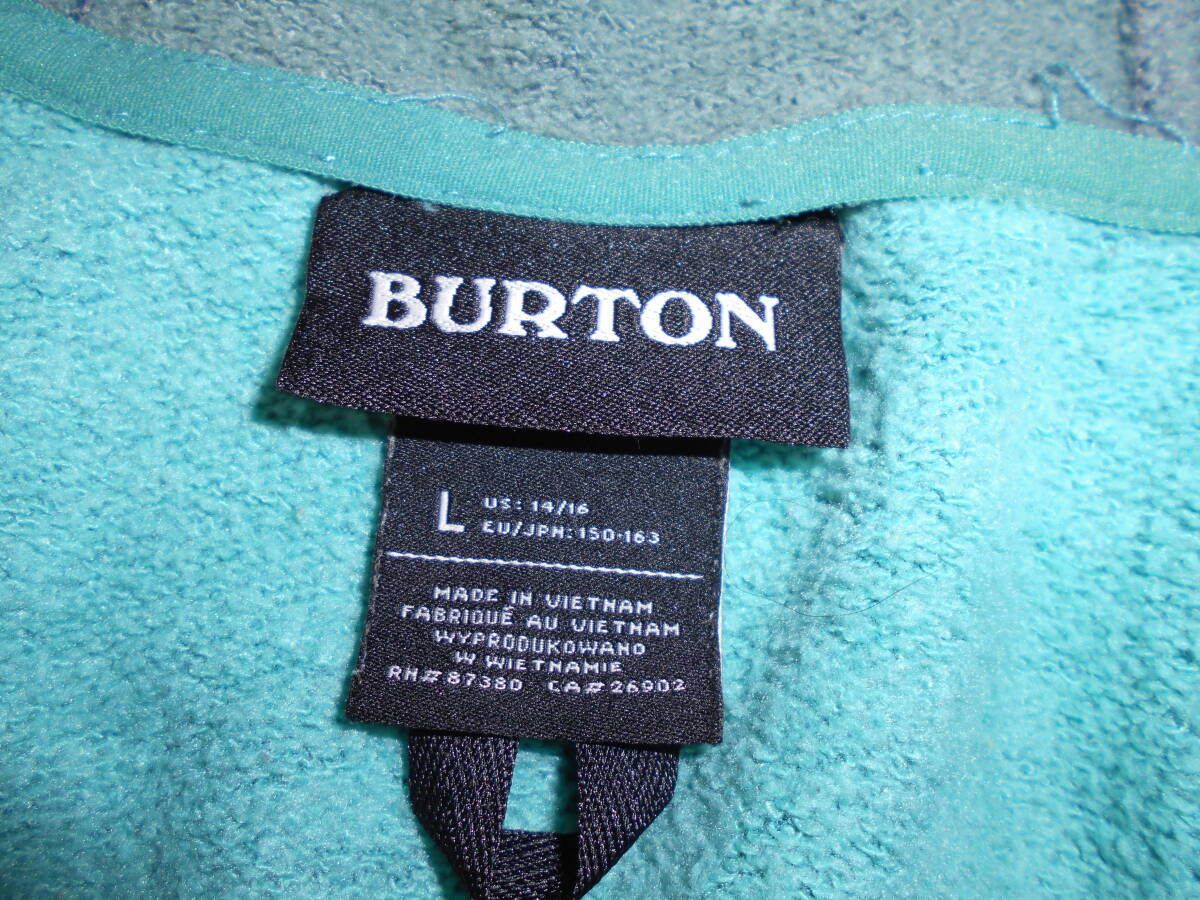 BURTON
L US: 14/16
EU/JPN: 150-163
MADE IN VIETNAM
FABRIQUÉ AU VIETNAM
WYPRODUKOWANO
W WIETNAMIE
RN# 87380 CA# 26902